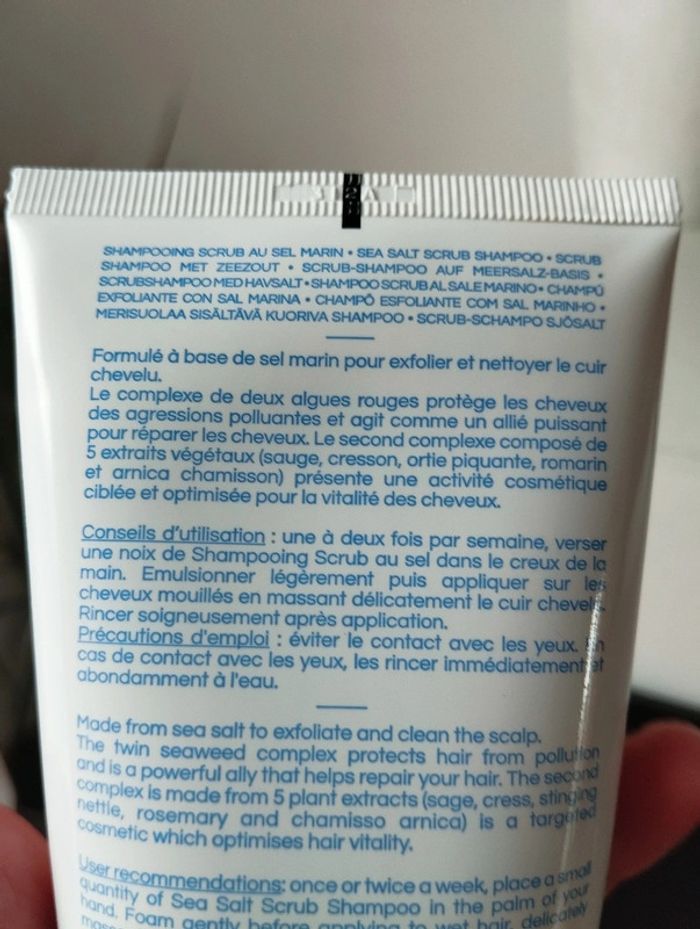 SHAMPOOING SCRUB AU SEL MARIN • SEA SALT SCRUB SHAMPOO • SCRUB
SHAMPOO MET ZEEZOUT • SCRUB-SHAMPOO AUF MEERSALZ-BASIS •
SCRUBSHAMPOO MED HAVSALT • SHAMPOO SCRUB AL SALE MARINO • CHAMPÚ
EXFOLIANTE CON SAL MARINA • CHAMPÔ ESFOLIANTE COM SAL MARINHO •
MERISUOLAA SISÄLTÄVÄ KUORIVA SHAMPOO • SCRUB-SCHAMPO SJÖSALT
Formulé à base de sel marin pour exfolier et nettoyer le cuir
chevelu.
Le complexe de deux algues rouges protège les cheveux
des agressions polluantes et agit comme un allié puissant
pour réparer les cheveux. Le second complexe composé de
5 extraits végétaux (sauge, cresson, ortie piquante, romarin
et arnica chamisson) présente une activité cosmétique
ciblée et optimisée pour la vitalité des cheveux.
Conseils d'utilisation : une à deux fois par semaine, verser
une noix de Shampooing Scrub au sel dans le creux de la
main. Emulsionner légèrement puis appliquer sur les
cheveux mouillés en massant délicatement le cuir chevelu.
Rincer soigneusement après application.
Précautions d'emploi : éviter le contact avec les yeux. En
cas de contact avec les yeux, les rincer immédiatement et
abondamment à l'eau.
Made from sea salt to exfoliate and clean the scalp.
The twin seaweed complex protects hair from pollution
and is a powerful ally that helps repair your hair. The second
complex is made from 5 plant extracts (sage, cress, stinging
nettle, rosemary and chamisso arnica) is a targeted
cosmetic which optimises hair vitality.
User recommendations: once or twice a week, place a small
quantity of Sea Salt Scrub Shampoo in the palm of your
hand. Foam gently before applying to wet hair, delicately